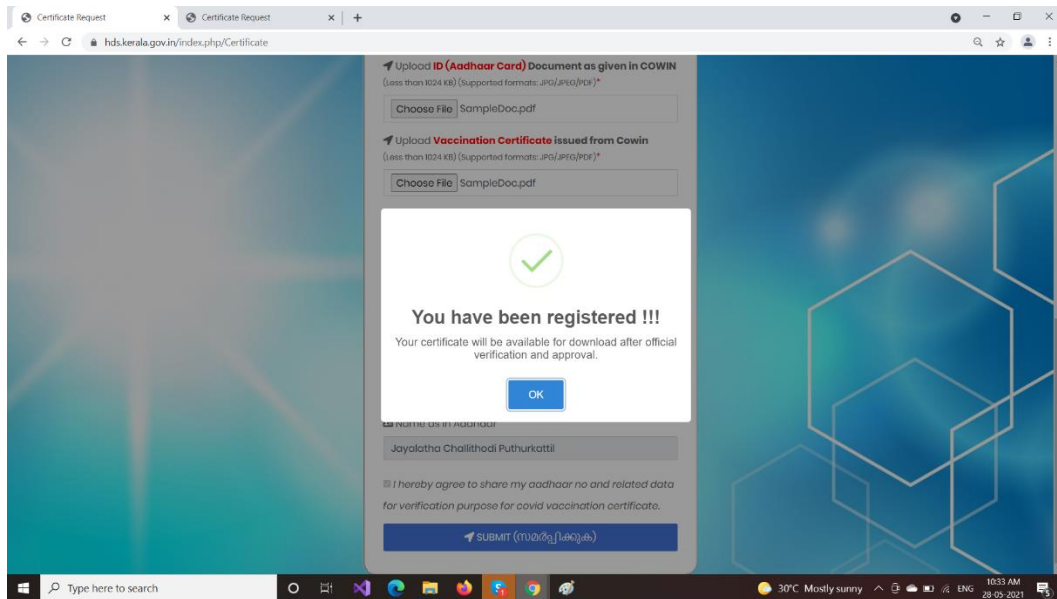 Certificate Request
Certificate Request
hds.kerala.gov.in/index.php/Certificate
Upload ID (Aadhaar Card) Document as given in COWIN
(Less than 1024 KB) (Supported formats: JPG/JPEG/PDF)*
Choose File SampleDoc.pdf
Upload Vaccination Certificate issued from Cowin
(Less than 1024 KB) (Supported formats: JPG/JPEG/PDF)*
Choose File SampleDoc.pdf
You have been registered !!!
Your certificate will be available for download after official
verification and approval.
OK
Name as in Aadhaar
Jayalatha Challithodi Puthurkattil
I hereby agree to share my aadhaar no and related data
for verification purpose for covid vaccination certificate.
SUBMIT (സമർപ്പിക്കുക)
Type here to search
30°C Mostly sunny
ENG
10:33 AM
28-05-2021